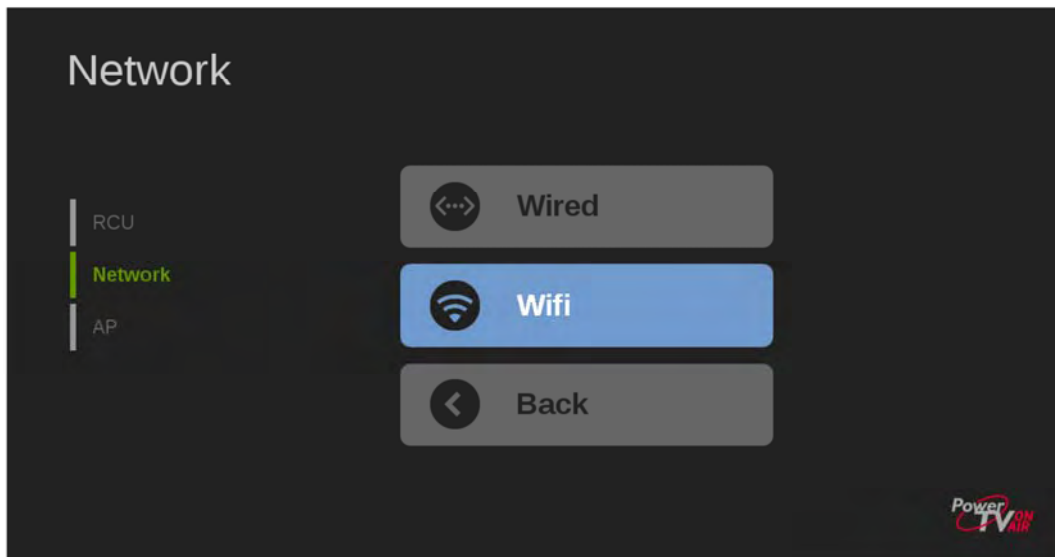 Network
RCU
Network
AP
Wired
Wifi
Back
Power
TV ON
AIR